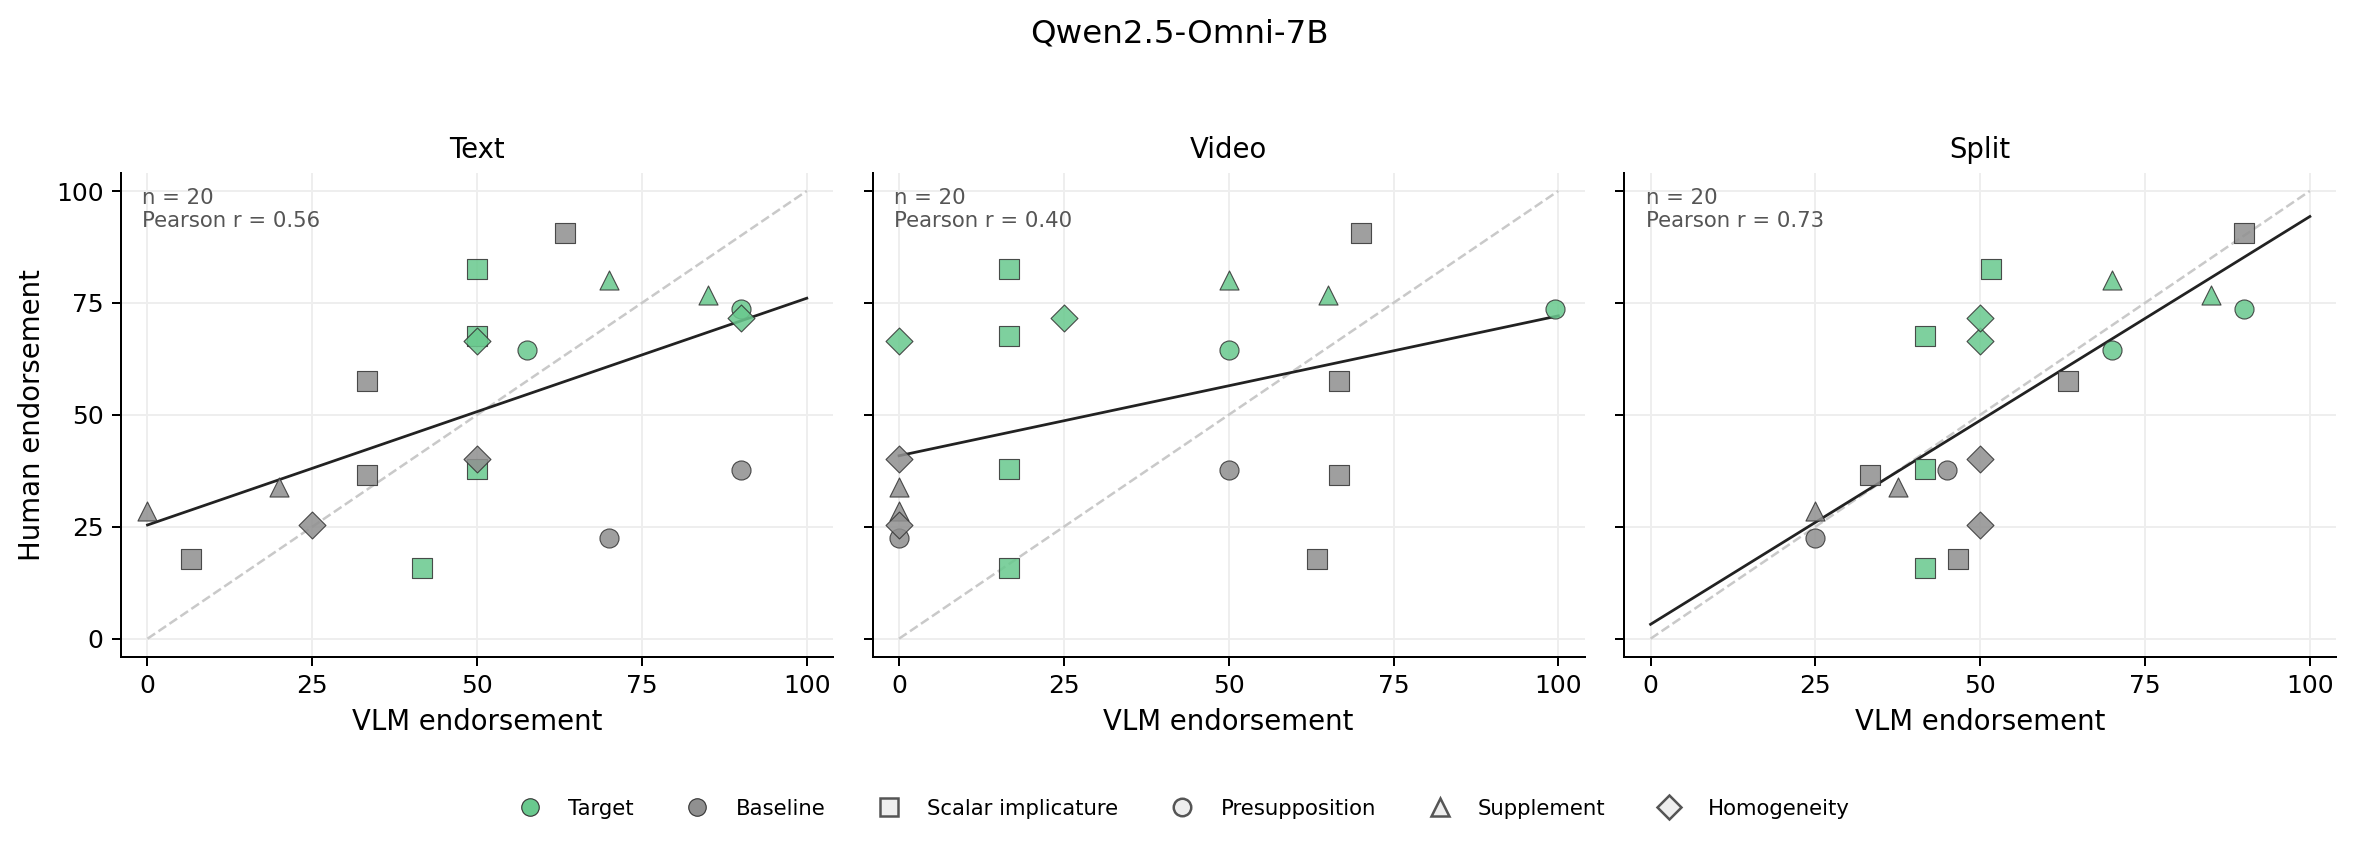 Qwen2.5-Omni-7B
Text
n = 20
Pearson r = 0.56
Human endorsement
100
75
50
25
0
0 25 50 75 100
VLM endorsement
Video
n = 20
Pearson r = 0.40
0 25 50 75 100
VLM endorsement
Split
n = 20
Pearson r = 0.73
0 25 50 75 100
VLM endorsement
Target Baseline Scalar implicature Presupposition Supplement Homogeneity